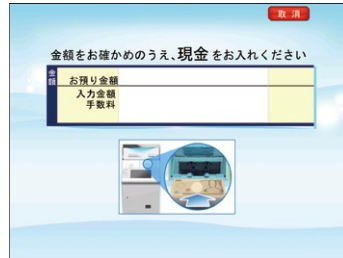 取消
金額をお確かめのうえ、現金をお入れください
金額
お預り金額
入力金額
手数料